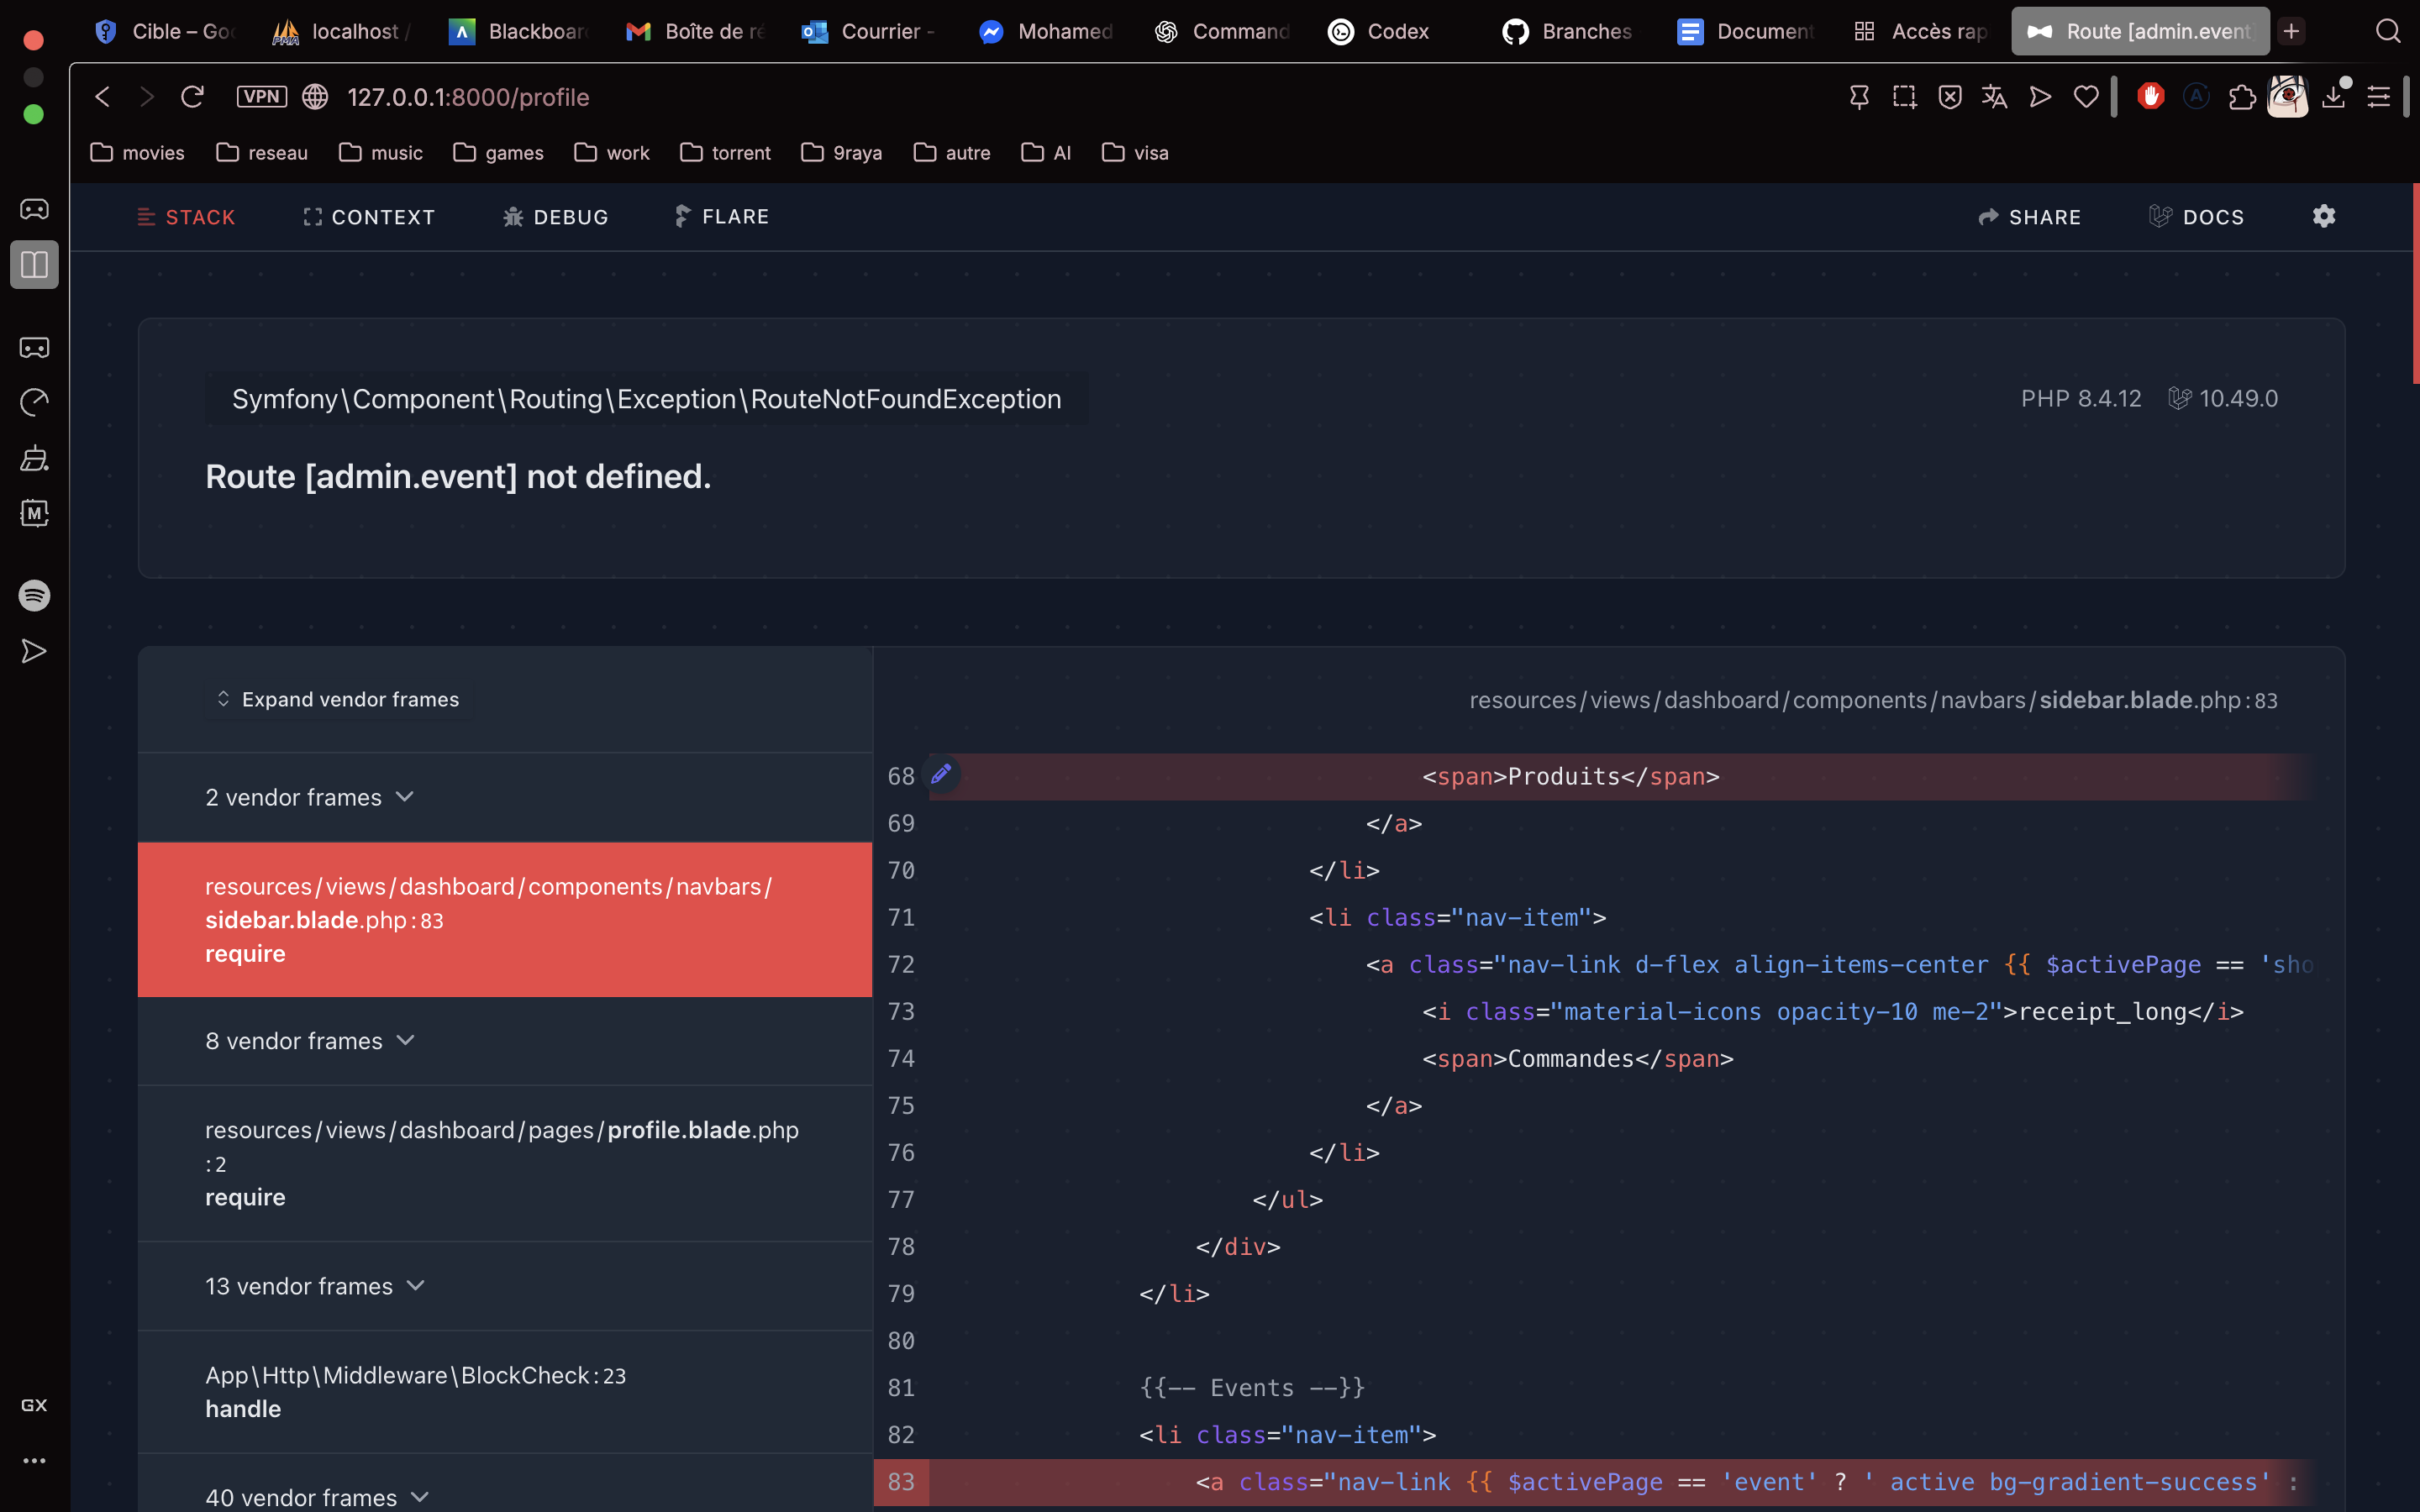 Cible – Go
localhost /
Blackboar
Boîte de ré
Courrier -
Mohamed
Command
Codex
Branches
Document
Accès rap
Route [admin.event
VPN
127.0.0.1:8000/profile
movies
reseau
music
games
work
torrent
9raya
autre
AI
visa
STACK
CONTEXT
DEBUG
FLARE
SHARE
DOCS
Symfony\Component\Routing\Exception\RouteNotFoundException
PHP 8.4.12
10.49.0
Route [admin.event] not defined.
Expand vendor frames
2 vendor frames
resources/views/dashboard/components/navbars/
sidebar.blade.php:83
require
8 vendor frames
resources/views/dashboard/pages/profile.blade.php
:2
require
13 vendor frames
App\Http\Middleware\BlockCheck:23
handle
40 vendor frames
resources/views/dashboard/components/navbars/sidebar.blade.php:83
68 <span>Produits</span>
69 </a>
70 </li>
71 <li class="nav-item">
72 <a class="nav-link d-flex align-items-center {{ $activePage == 'sho
73 <i class="material-icons opacity-10 me-2">receipt_long</i>
74 <span>Commandes</span>
75 </a>
76 </li>
77 </ul>
78 </div>
79 </li>
80
81 {{-- Events --}}
82 <li class="nav-item">
83 <a class="nav-link {{ $activePage == 'event' ? ' active bg-gradient-success' :
GX